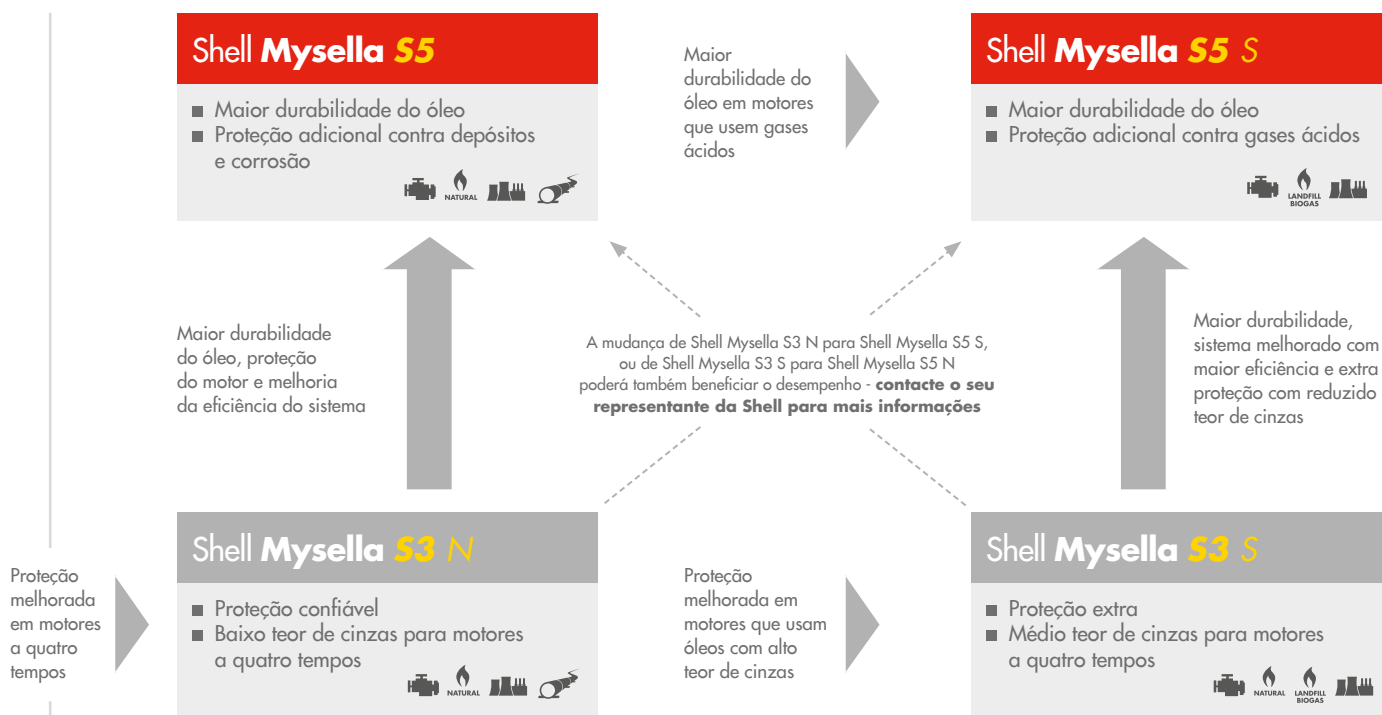 Shell Mysella S5
■ Maior durabilidade do óleo
■ Proteção adicional contra depósitos
e corrosão
NATURAL
Maior
durabilidade do
óleo em motores
que usem gases
ácidos
Shell Mysella S5 S
■ Maior durabilidade do óleo
■ Proteção adicional contra gases ácidos
LANDFILL
BIOGAS
Maior durabilidade
do óleo, proteção
do motor e melhoria
da eficiência do sistema
A mudança de Shell Mysella S3 N para Shell Mysella S5 S,
ou de Shell Mysella S3 S para Shell Mysella S5 N
poderá também beneficiar o desempenho - contacte o seu
representante da Shell para mais informações
Maior durabilidade,
sistema melhorado com
maior eficiência e extra
proteção com reduzido
teor de cinzas
Proteção
melhorada
em motores
a quatro
tempos
Shell Mysella S3 N
■ Proteção confiável
■ Baixo teor de cinzas para motores
a quatro tempos
NATURAL
Proteção
melhorada em
motores que usam
óleos com alto
teor de cinzas
Shell Mysella S3 S
■ Proteção extra
■ Médio teor de cinzas para motores
a quatro tempos
NATURAL
LANDFILL
BIOGAS